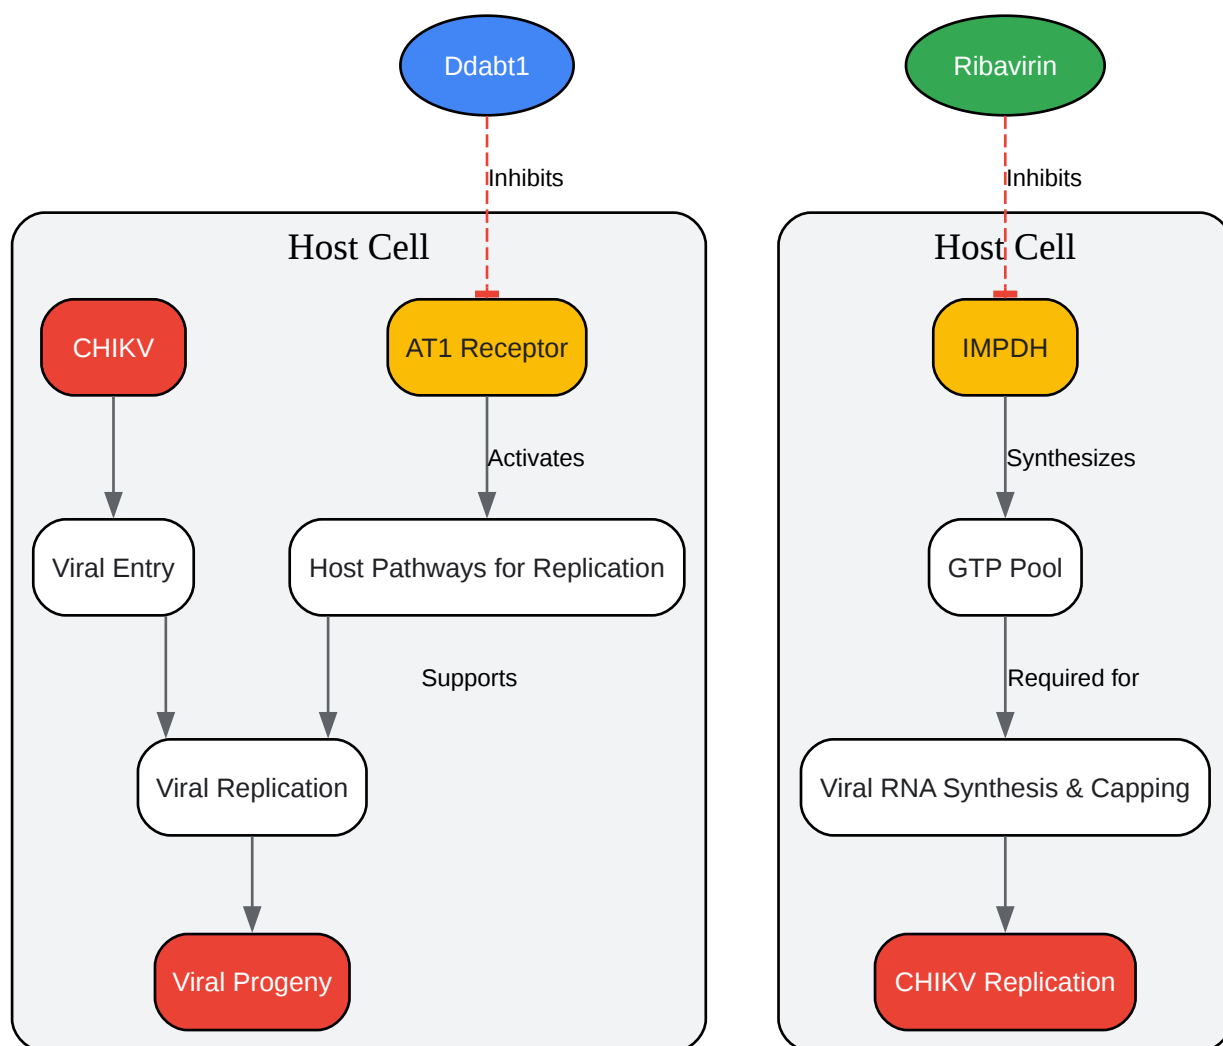 Ddabt1
Inhibits
Host Cell
CHIKV
AT1 Receptor
Activates
Viral Entry
Host Pathways for Replication
Supports
Viral Replication
Viral Progeny
Ribavirin
Inhibits
Host Cell
IMPDH
Synthesizes
GTP Pool
Required for
Viral RNA Synthesis & Capping
CHIKV Replication